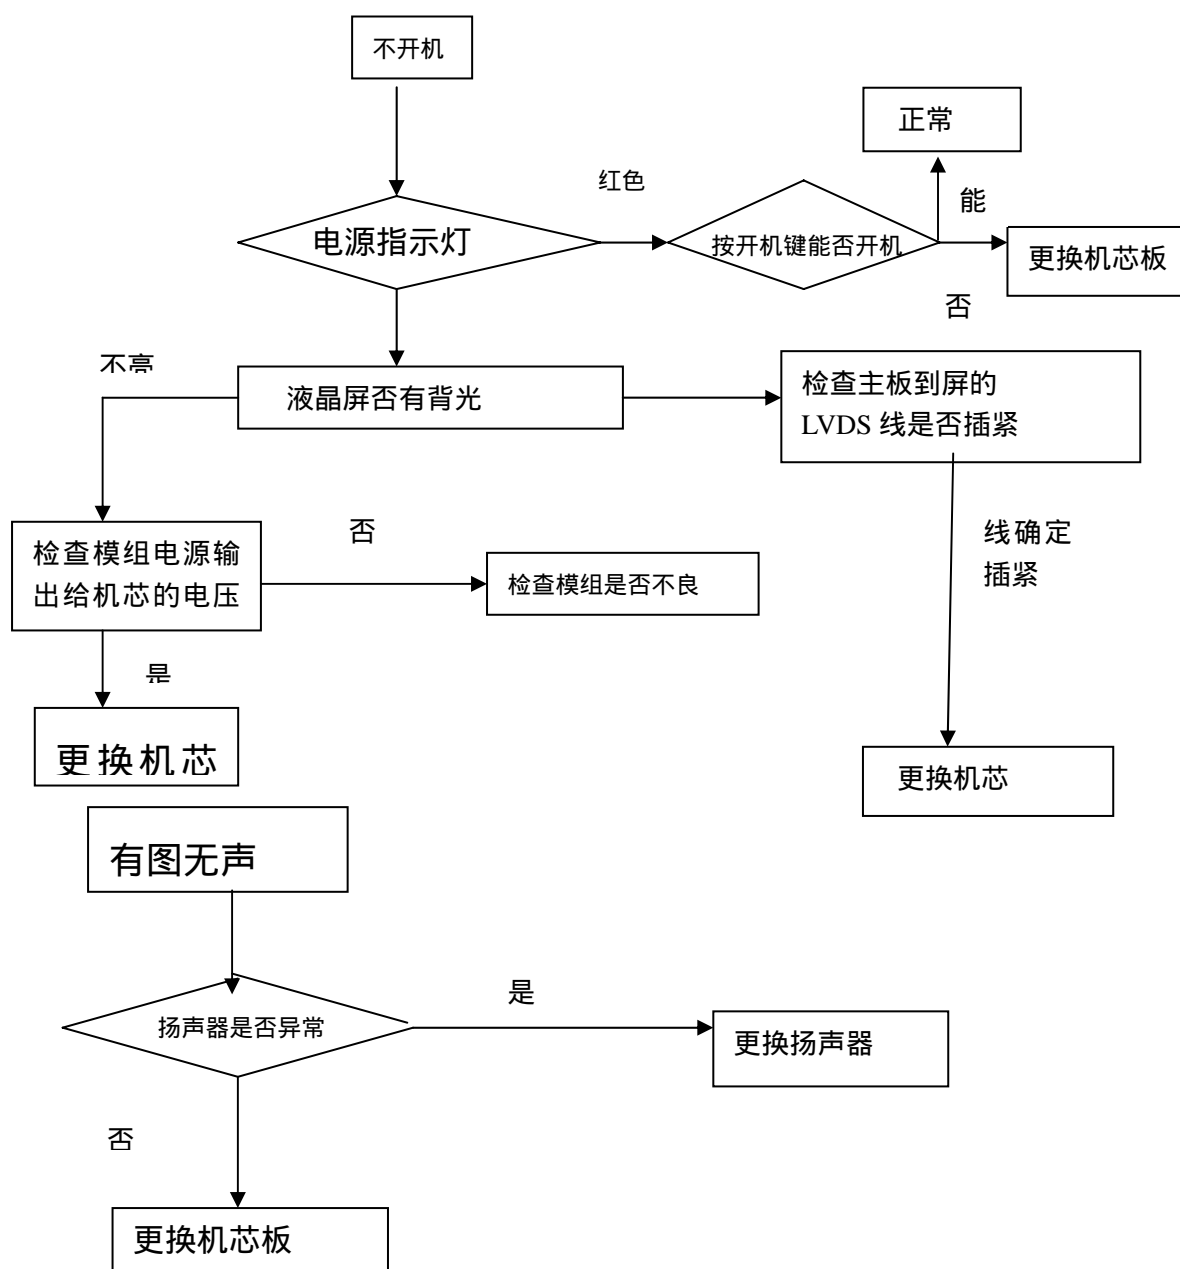 不开机
正常
红色
能
电源指示灯
按开机键能否开机
更换机芯板
否
不亮
液晶屏否有背光
检查主板到屏的
LVDS 线是否插紧
检查模组电源输
出给机芯的电压
否
检查模组是否不良
线确定
插紧
是
更换机芯
更换机芯
有图无声
扬声器是否异常
是
更换扬声器
否
更换机芯板